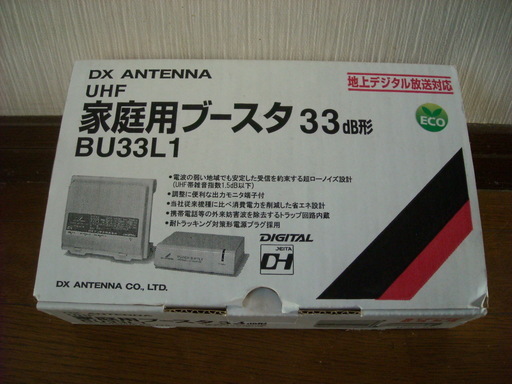 DX ANTENNA
地上デジタル放送対応
UHF
家庭用ブースタ 33dB形
BU33L1
ECO
・電波の弱い地域でも安定した受信を約束する超ローノイズ設計
(UHF帯雑音指数1.5dB以下)
・調整に便利な出力モニタ端子付
・当社従来機種に比べ消費電力を削減した省エネ設計
・携帯電話等の外来妨害波を除去するトラップ回路内蔵
・耐トラッキング対策形電源プラグ採用
DIGITAL
JEITA
DH
DX ANTENNA CO., LTD.
家庭用ブースタ